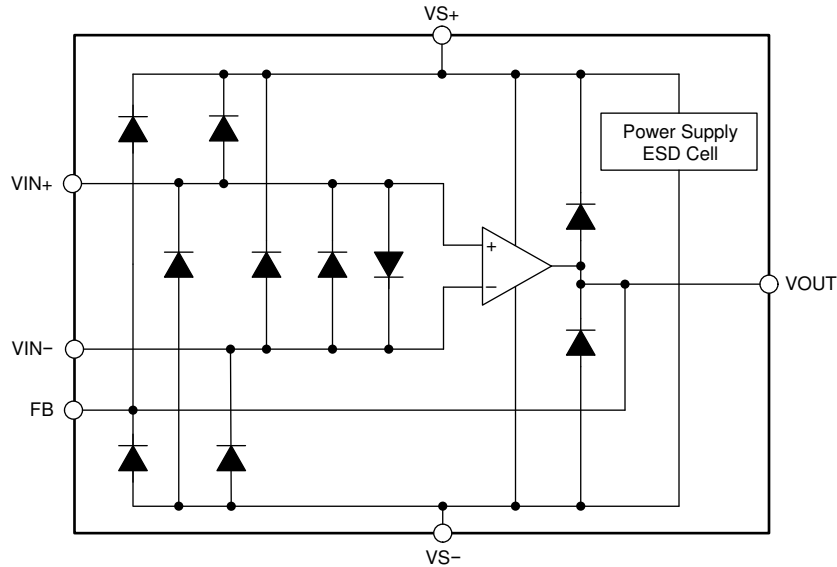 VS+
Power Supply
ESD Cell
VIN+
+
−
VOUT
VIN−
FB
VS−